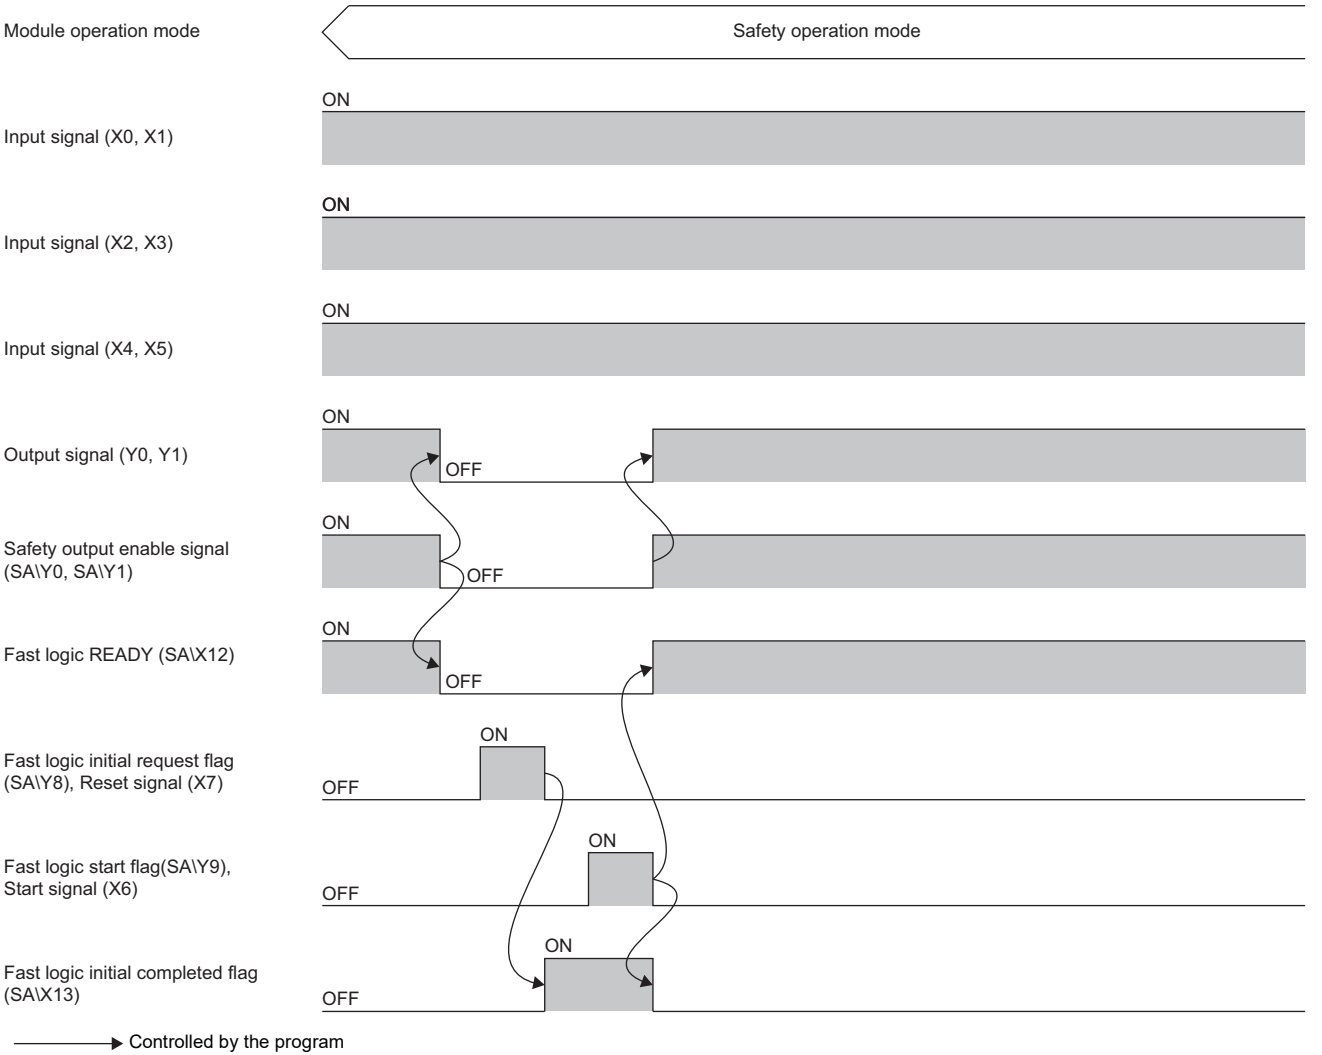 Module operation mode
Safety operation mode
ON
Input signal (X0, X1)
ON
Input signal (X2, X3)
ON
Input signal (X4, X5)
ON
Output signal (Y0, Y1)
OFF
ON
Safety output enable signal
(SA\Y0, SA\Y1)
OFF
ON
Fast logic READY (SA\X12)
OFF
ON
Fast logic initial request flag
(SA\Y8), Reset signal (X7)
OFF
ON
Fast logic start flag(SA\Y9),
Start signal (X6)
OFF
ON
Fast logic initial completed flag
(SA\X13)
OFF
Controlled by the program